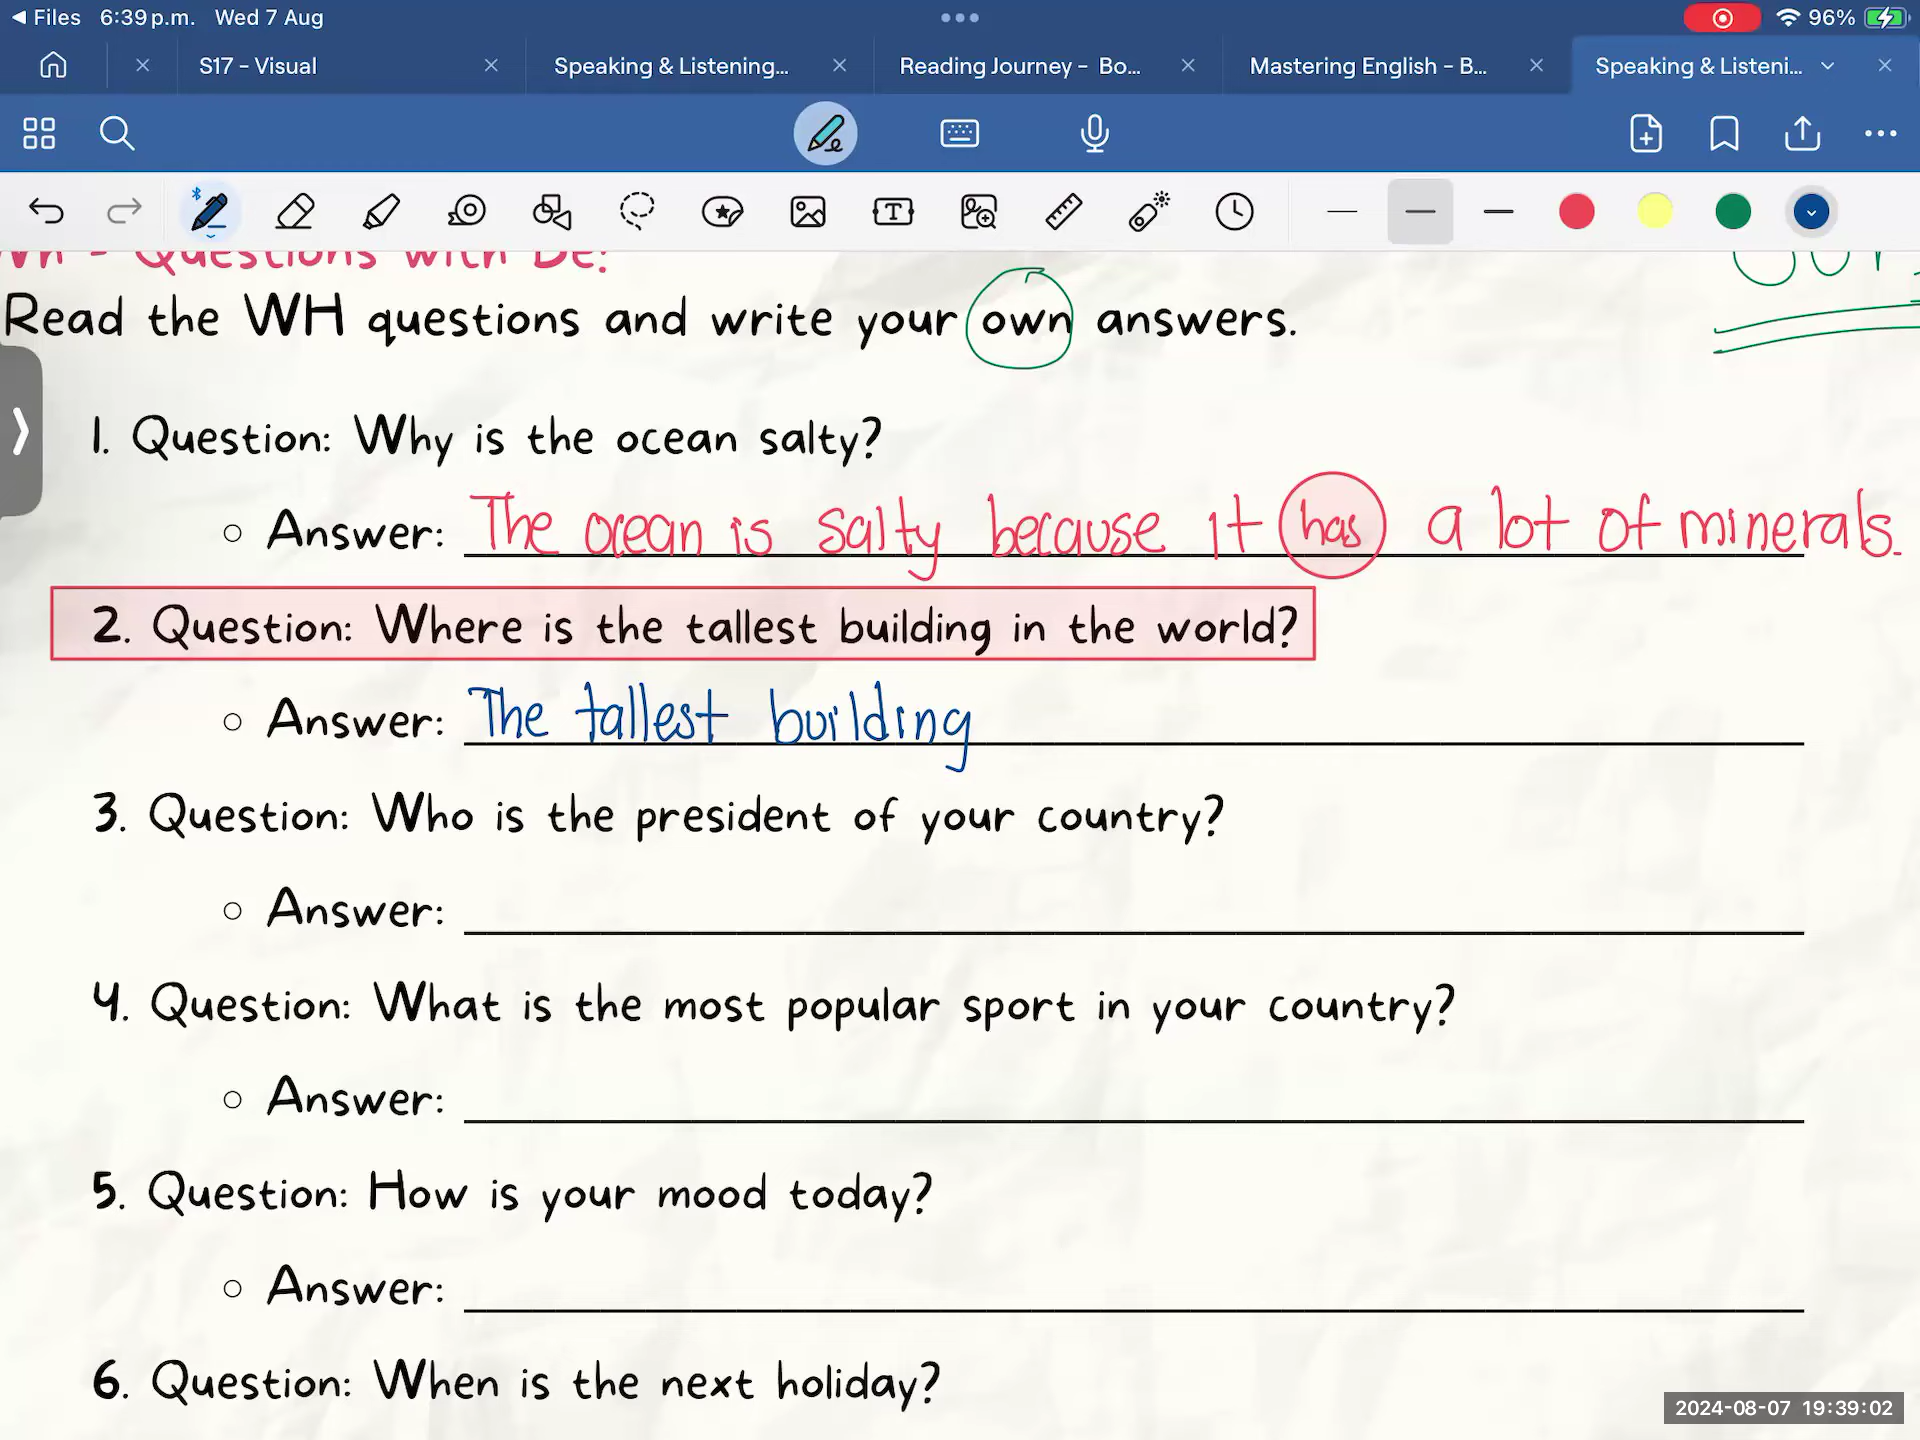 Files 6:39 p.m. Wed 7 Aug 96%
S17 - Visual Speaking & Listening... Reading Journey - Bo... Mastering English - B... Speaking & Listeni...
Wh - Questions with Be:
Read the WH questions and write your own answers.
1. Question: Why is the ocean salty?
Answer: The ocean is salty because it has a lot of minerals.
2. Question: Where is the tallest building in the world?
Answer: The tallest building
3. Question: Who is the president of your country?
Answer:
4. Question: What is the most popular sport in your country?
Answer:
5. Question: How is your mood today?
Answer:
6. Question: When is the next holiday?
2024-08-07 19:39:02